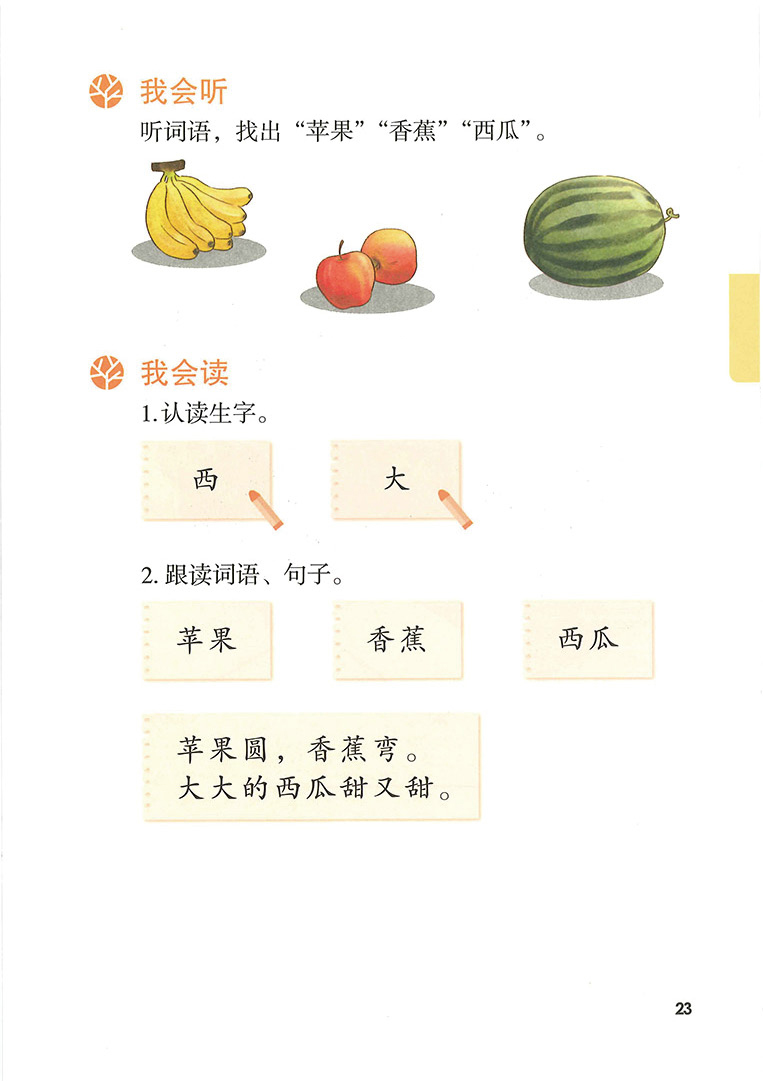 我会听
听词语，找出“苹果”“香蕉”“西瓜”。
我会读
1.认读生字。
西 大
2.跟读词语、句子。
苹果 香蕉 西瓜
苹果圆，香蕉弯。
大大的西瓜甜又甜。
23